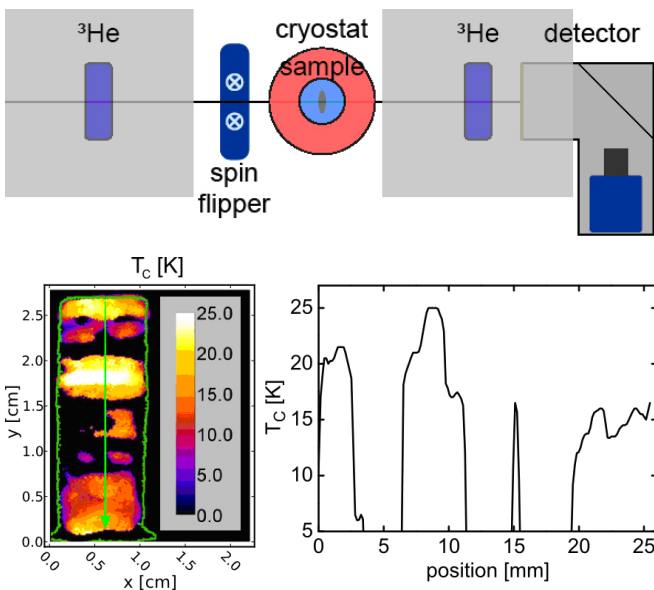 ³He
cryostat
sample
³He
detector
spin
flipper
T_C [K]
2.5
2.0
1.5
1.0
0.5
0.0
y [cm]
0.0
0.5
1.0
1.5
2.0
x [cm]
25.0
20.0
15.0
10.0
5.0
0.0
T_C [K]
25
20
15
10
5
0
5
10
15
20
25
position [mm]